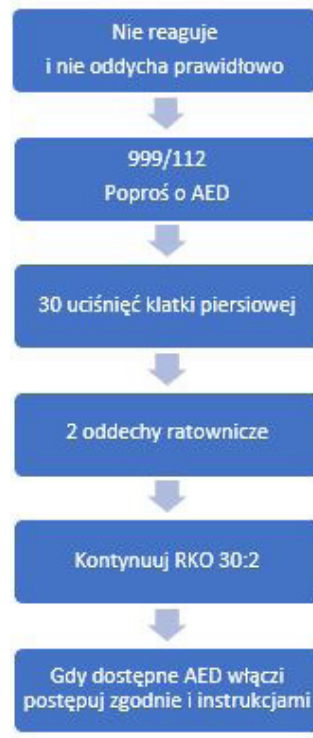 Nie reaguje
i nie oddycha prawidłowo
999/112
Poproś o AED
30 uciśnięć klatki piersiowej
2 oddechy ratownicze
Kontynuuj RKO 30:2
Gdy dostępne AED włączi
postępuj zgodnie i instrukcjami